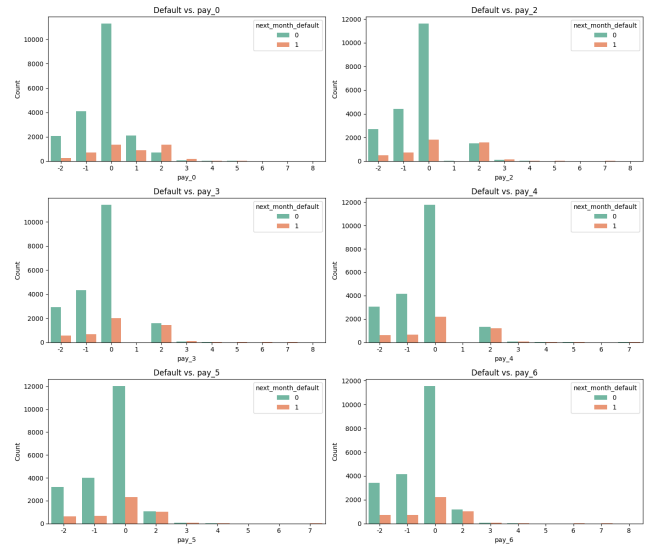 Default vs. pay_0
next_month_default
0
1
Count
10000
8000
6000
4000
2000
0
-2 -1 0 1 2 3 4 5 6 7 8
pay_0
Default vs. pay_2
next_month_default
0
1
Count
12000
10000
8000
6000
4000
2000
0
-2 -1 0 1 2 3 4 5 6 7 8
pay_2
Default vs. pay_3
next_month_default
0
1
Count
10000
8000
6000
4000
2000
0
-2 -1 0 1 2 3 4 5 6 7 8
pay_3
Default vs. pay_4
next_month_default
0
1
Count
12000
10000
8000
6000
4000
2000
0
-2 -1 0 1 2 3 4 5 6 7
pay_4
Default vs. pay_5
next_month_default
0
1
Count
12000
10000
8000
6000
4000
2000
0
-2 -1 0 2 3 4 5 6 7
pay_5
Default vs. pay_6
next_month_default
0
1
Count
12000
10000
8000
6000
4000
2000
0
-2 -1 0 2 3 4 5 6 7
pay_6